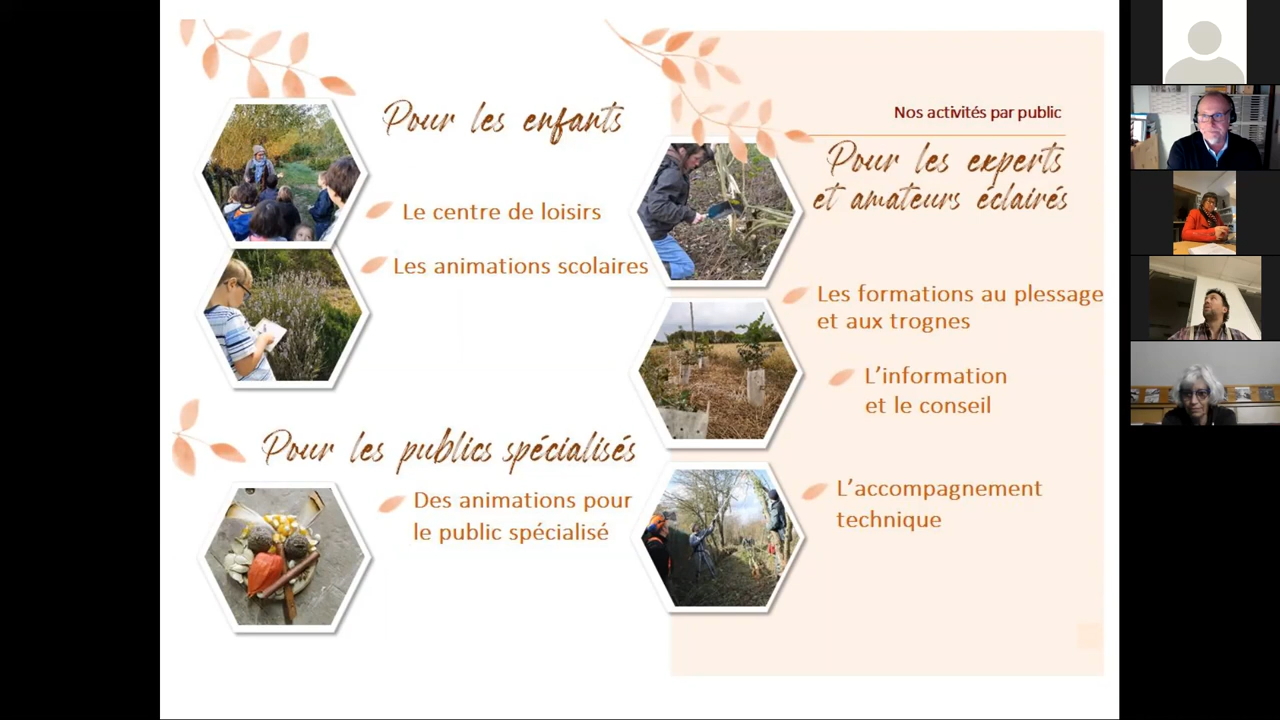 Pour les enfants
Le centre de loisirs
Les animations scolaires
Pour les publics spécialisés
Des animations pour
le public spécialisé
Nos activités par public
Pour les experts
et amateurs éclairés
Les formations au plessage
et aux trognes
L'information
et le conseil
L'accompagnement
technique